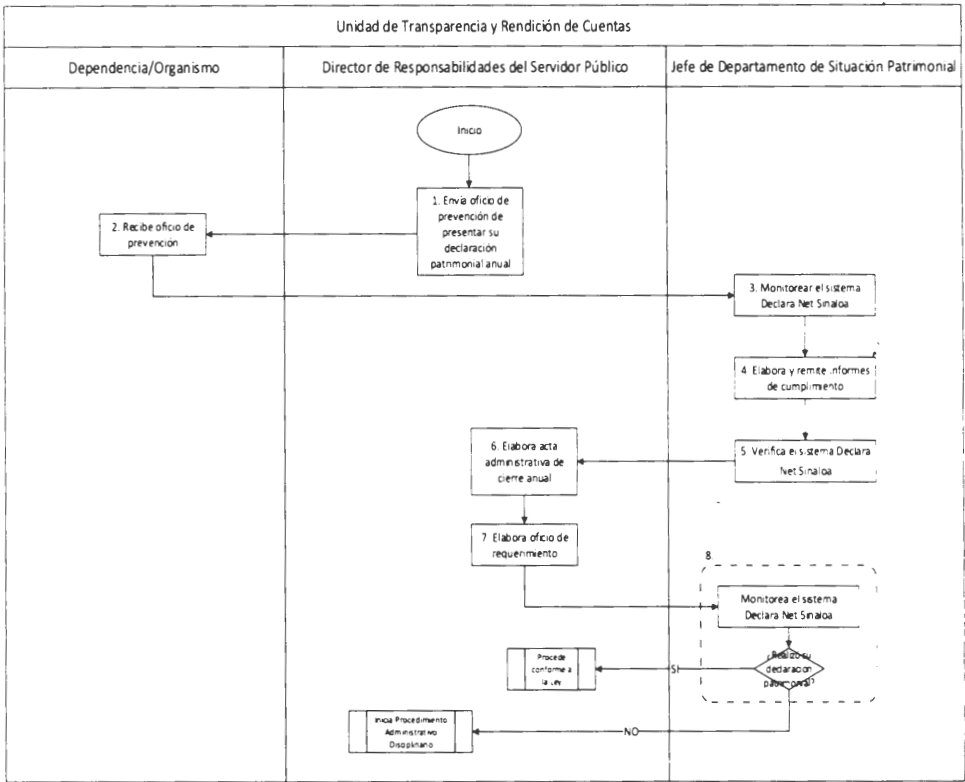 Unidad de Transparencia y Rendición de Cuentas
Dependencia/Organismo
Director de Responsabilidades del Servidor Público
Jefe de Departamento de Situación Patrimonial
Inicio
1. Envía oficio de
prevención de
presentar su
declaración
patrimonial anual
2. Recibe oficio de
prevención
3. Monitorear el sistema
Declara Net Sinaloa
4 Elabora y remite informes
de cumplimiento
5 Verifica el sistema Declara
Net Sinaloa
6. Elabora acta
administrativa de
cierre anual
7 Elabora oficio de
requerimiento
8.
Monitorea el sistema
Declara Net Sinaloa
¿Realizó su
declaración
patrimonial?
SI
Procede
conforme a
la Ley
NO
Inicia Procedimiento
Administrativo
Disciplinario